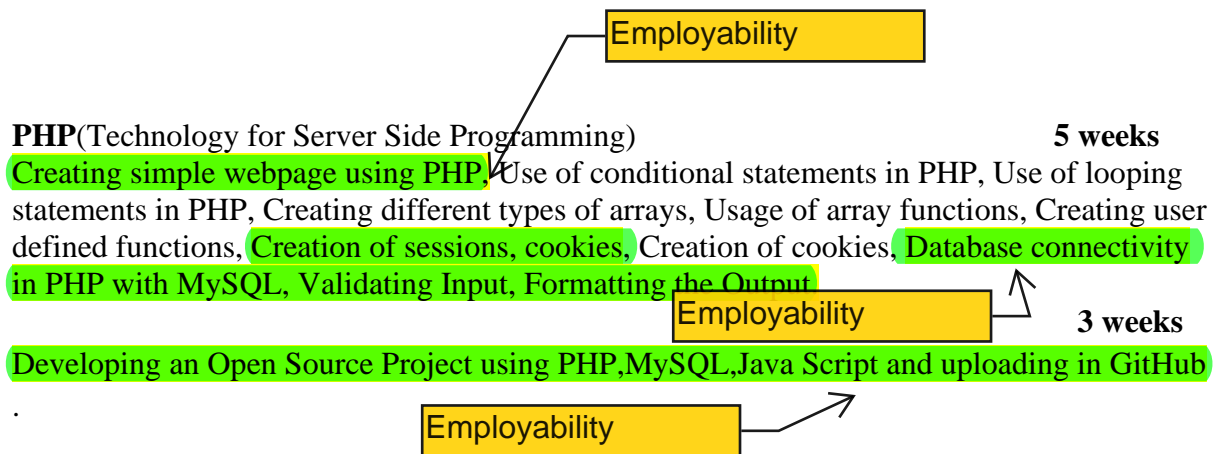 Employability
PHP(Technology for Server Side Programming) 5 weeks
Creating simple webpage using PHP, Use of conditional statements in PHP, Use of looping
statements in PHP, Creating different types of arrays, Usage of array functions, Creating user
defined functions, Creation of sessions, cookies, Creation of cookies, Database connectivity
in PHP with MySQL, Validating Input, Formatting the Output
Employability
3 weeks
Developing an Open Source Project using PHP,MySQL,Java Script and uploading in GitHub
.
Employability